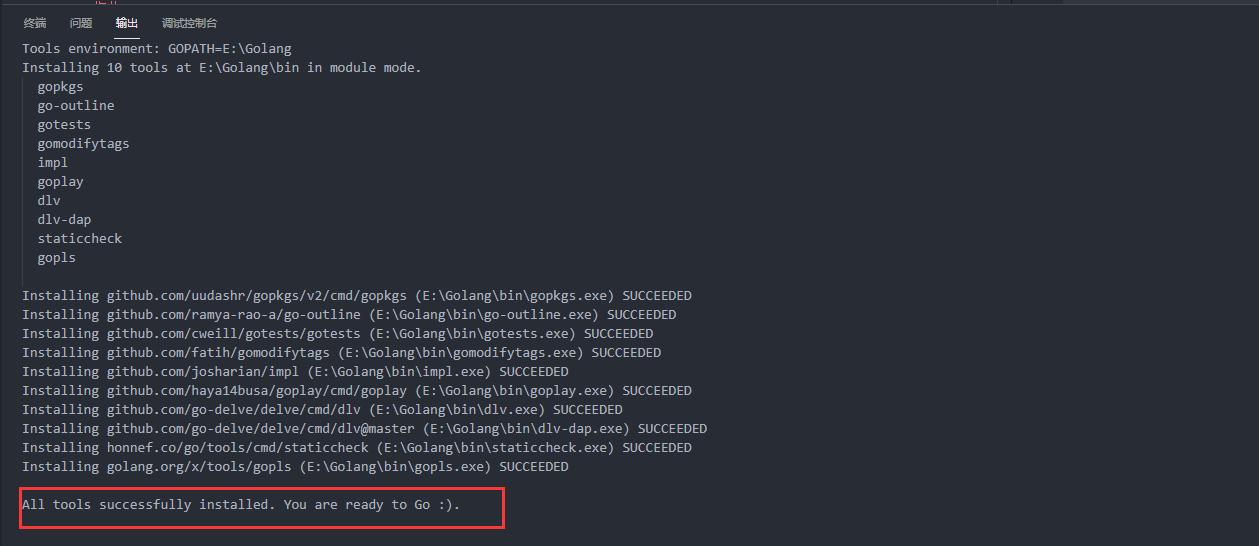 终端 问题 输出 调试控制台
Tools environment: GOPATH=E:\Golang
Installing 10 tools at E:\Golang\bin in module mode.
gopkgs
go-outline
gotests
gomodifytags
impl
goplay
dlv
dlv-dap
staticcheck
gopls
Installing github.com/uudashr/gopkgs/v2/cmd/gopkgs (E:\Golang\bin\gopkgs.exe) SUCCEEDED
Installing github.com/ramya-rao-a/go-outline (E:\Golang\bin\go-outline.exe) SUCCEEDED
Installing github.com/cweill/gotests/gotests (E:\Golang\bin\gotests.exe) SUCCEEDED
Installing github.com/fatih/gomodifytags (E:\Golang\bin\gomodifytags.exe) SUCCEEDED
Installing github.com/josharian/impl (E:\Golang\bin\impl.exe) SUCCEEDED
Installing github.com/haya14busa/goplay/cmd/goplay (E:\Golang\bin\goplay.exe) SUCCEEDED
Installing github.com/go-delve/delve/cmd/dlv (E:\Golang\bin\dlv.exe) SUCCEEDED
Installing github.com/go-delve/delve/cmd/dlv@master (E:\Golang\bin\dlv-dap.exe) SUCCEEDED
Installing honnef.co/go/tools/cmd/staticcheck (E:\Golang\bin\staticcheck.exe) SUCCEEDED
Installing golang.org/x/tools/gopls (E:\Golang\bin\gopls.exe) SUCCEEDED
All tools successfully installed. You are ready to Go :).